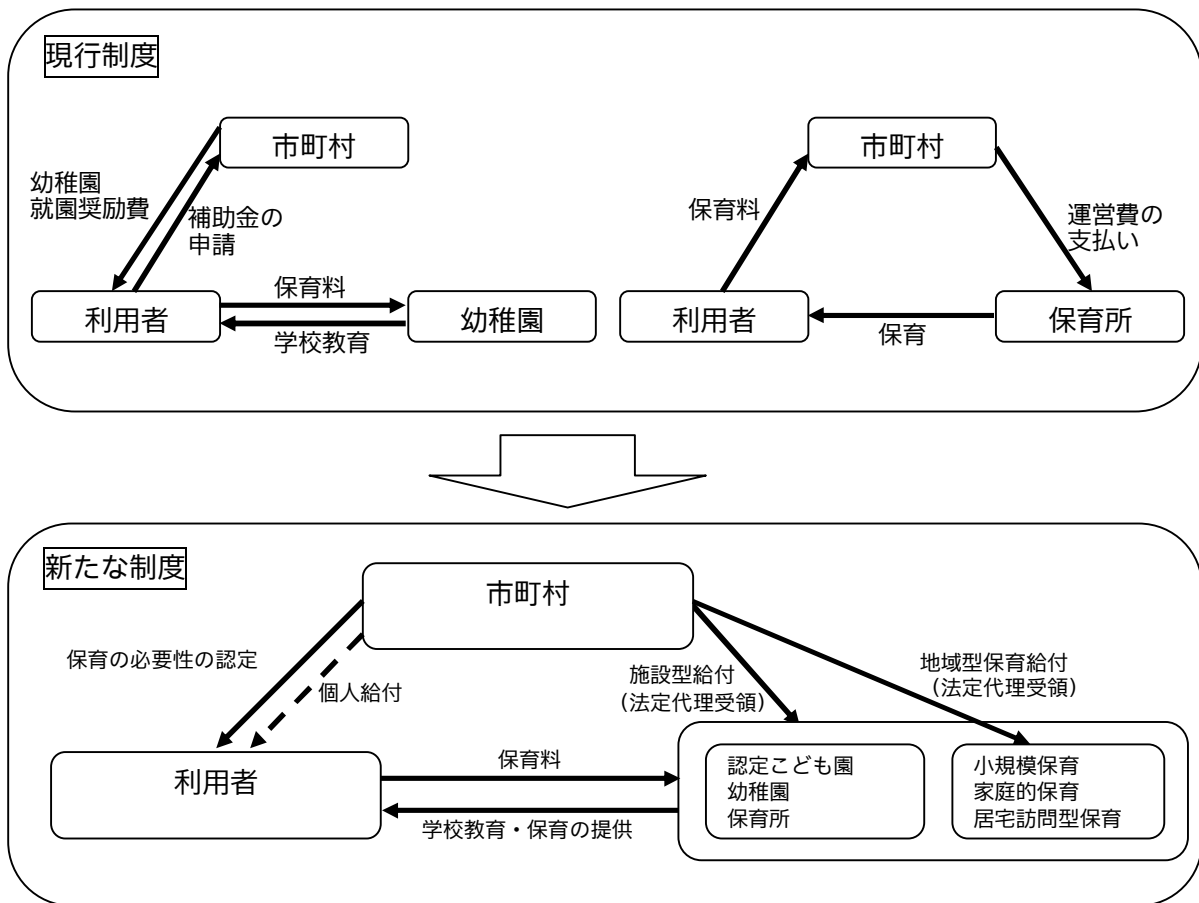 現行制度
市町村
幼稚園
就園奨励費
補助金の
申請
利用者
保育料
学校教育
幼稚園
市町村
保育料
運営費の
支払い
利用者
保育
保育所
新たな制度
市町村
保育の必要性の認定
個人給付
施設型給付
(法定代理受領)
地域型保育給付
(法定代理受領)
利用者
保育料
学校教育・保育の提供
認定こども園
幼稚園
保育所
小規模保育
家庭的保育
居宅訪問型保育